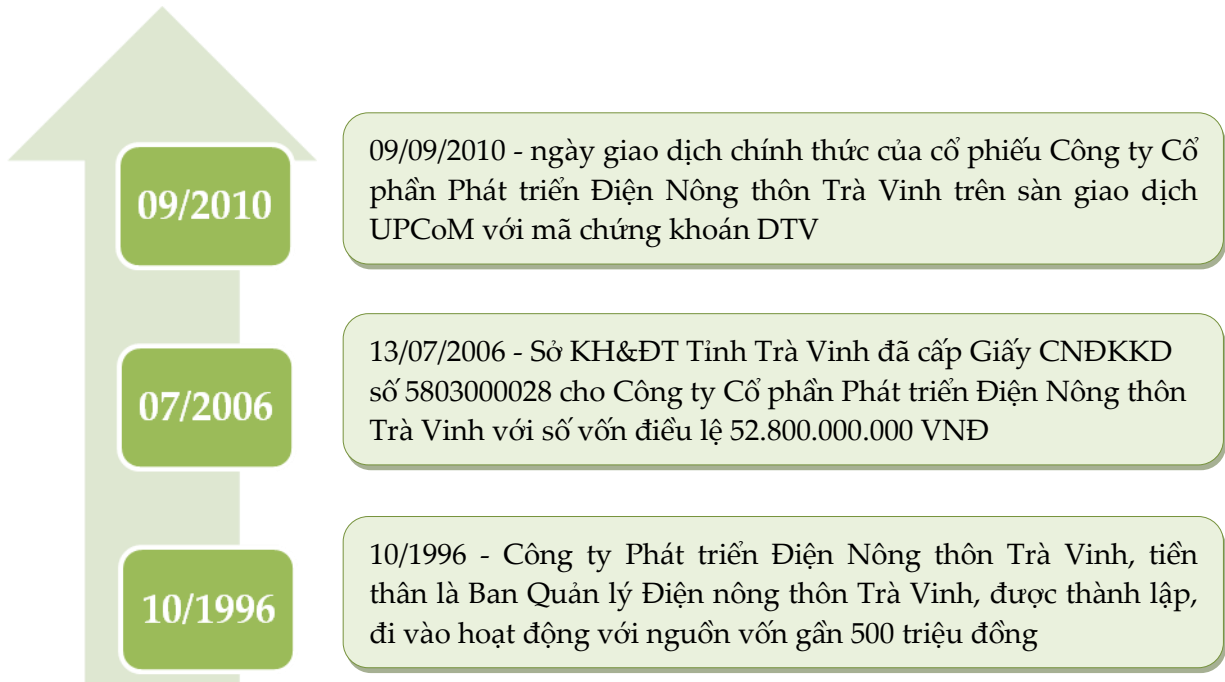 09/2010
09/09/2010 - ngày giao dịch chính thức của cổ phiếu Công ty Cổ
phần Phát triển Điện Nông thôn Trà Vinh trên sàn giao dịch
UPCoM với mã chứng khoán DTV
07/2006
13/07/2006 - Sở KH&ĐT Tỉnh Trà Vinh đã cấp Giấy CNĐKKD
số 5803000028 cho Công ty Cổ phần Phát triển Điện Nông thôn
Trà Vinh với số vốn điều lệ 52.800.000.000 VNĐ
10/1996
10/1996 - Công ty Phát triển Điện Nông thôn Trà Vinh, tiền
thân là Ban Quản lý Điện nông thôn Trà Vinh, được thành lập,
đi vào hoạt động với nguồn vốn gần 500 triệu đồng